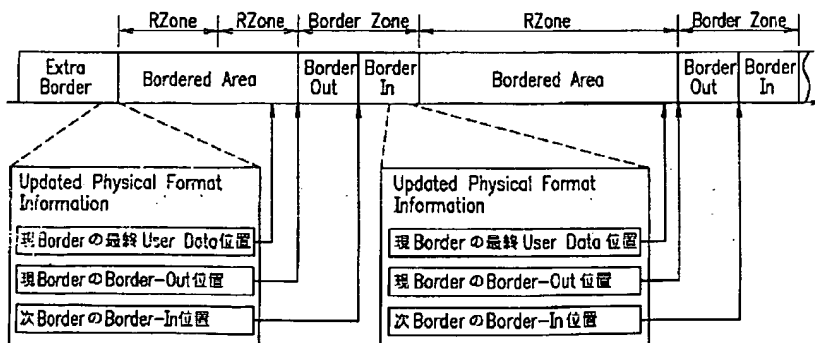 RZone RZone Border Zone RZone Border Zone
Extra Border
Bordered Area
Border Out
Border In
Bordered Area
Border Out
Border In
Updated Physical Format
Information
現Borderの最終User Data位置
現BorderのBorder-Out位置
次BorderのBorder-In位置
Updated Physical Format
Information
現Borderの最終User Data位置
現BorderのBorder-Out位置
次BorderのBorder-In位置